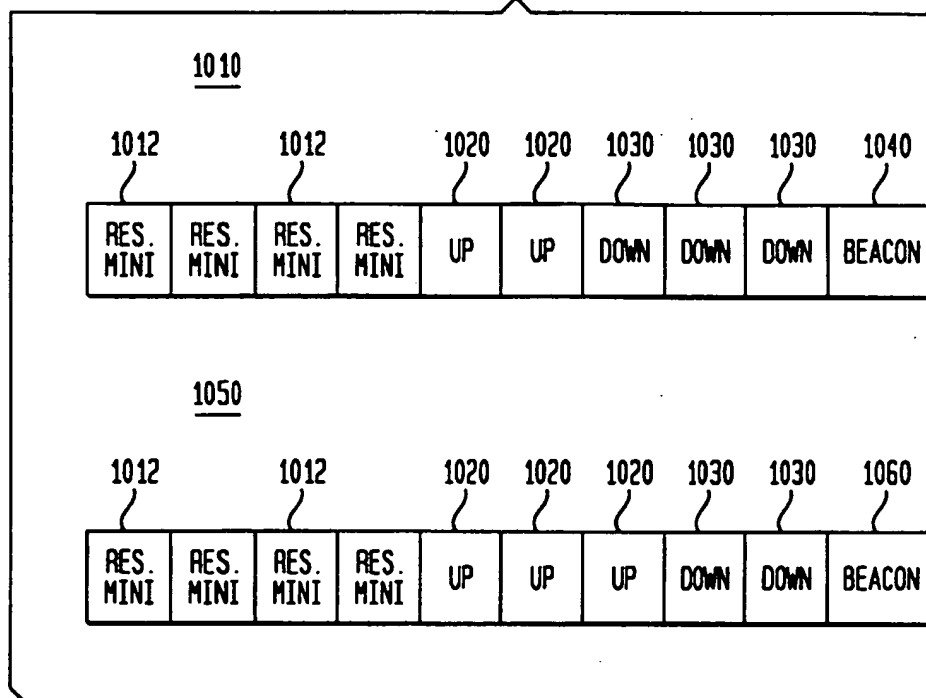 1010
1012 1012 1020 1020 1030 1030 1030 1040
RES. MINI RES. MINI RES. MINI RES. MINI UP UP DOWN DOWN DOWN BEACON
1050
1012 1012 1020 1020 1020 1030 1030 1060
RES. MINI RES. MINI RES. MINI RES. MINI UP UP UP DOWN DOWN BEACON